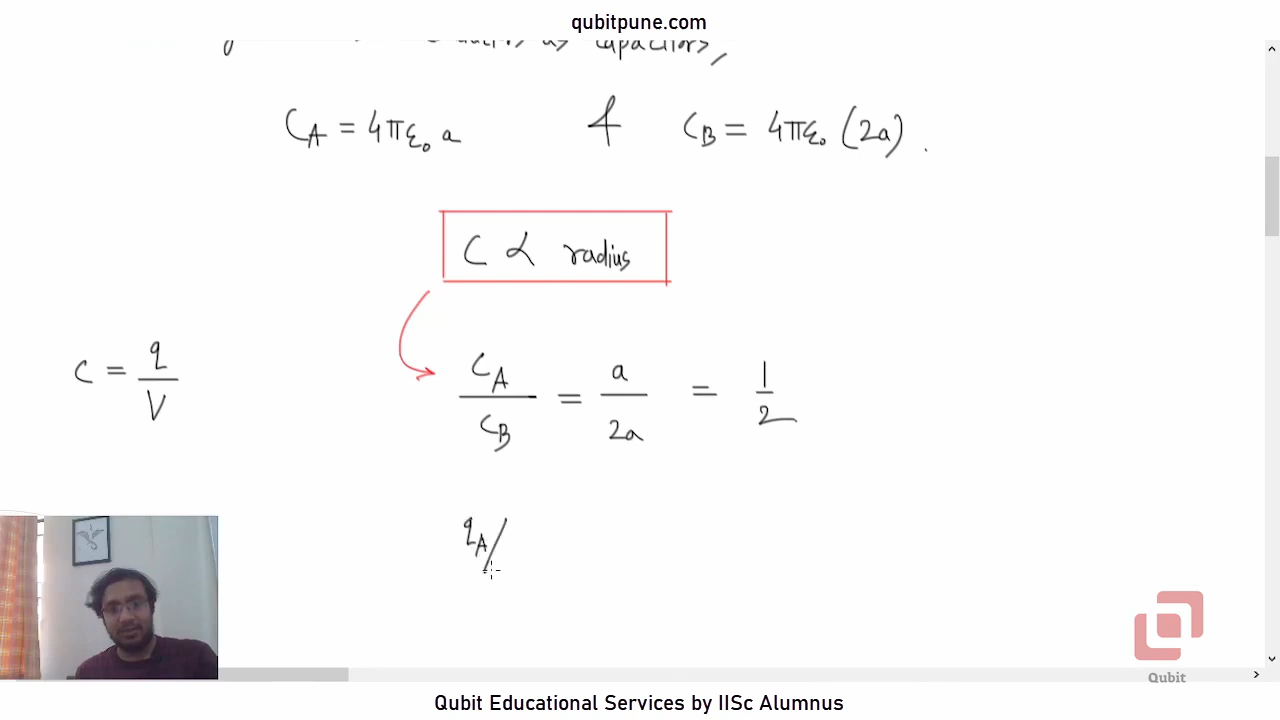 qubitpune.com
as capacitors,
C_A = 4πε₀ a & C_B = 4πε₀ (2a).
C ∝ radius
C = q/V C_A/C_B = a/2a = 1/2
q_A/
Qubit
Qubit Educational Services by IISc Alumnus